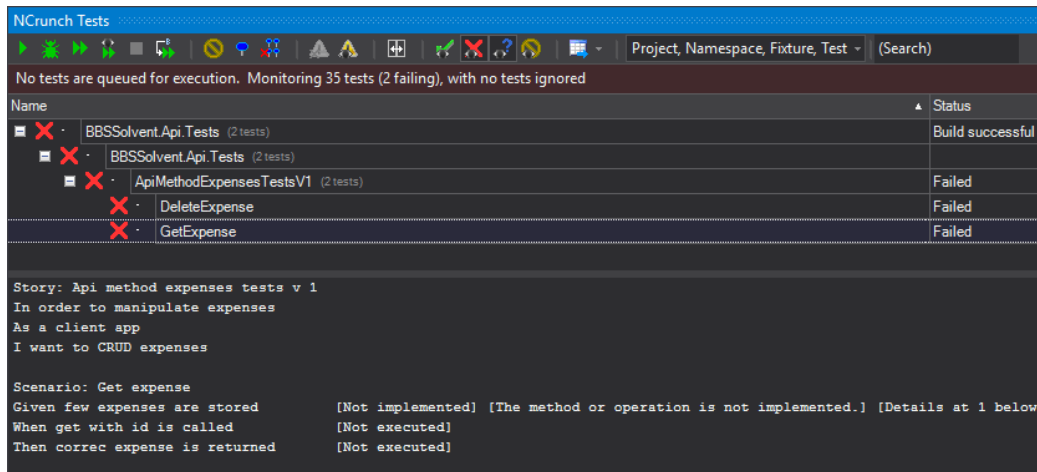 NCrunch Tests
Project, Namespace, Fixture, Test (Search)
No tests are queued for execution. Monitoring 35 tests (2 failing), with no tests ignored
Name Status
BBSSolvent.Api.Tests (2 tests) Build successful
BBSSolvent.Api.Tests (2 tests)
ApiMethodExpensesTestsV1 (2 tests) Failed
DeleteExpense Failed
GetExpense Failed
Story: Api method expenses tests v 1
In order to manipulate expenses
As a client app
I want to CRUD expenses
Scenario: Get expense
Given few expenses are stored [Not implemented] [The method or operation is not implemented.] [Details at 1 below
When get with id is called [Not executed]
Then correc expense is returned [Not executed]